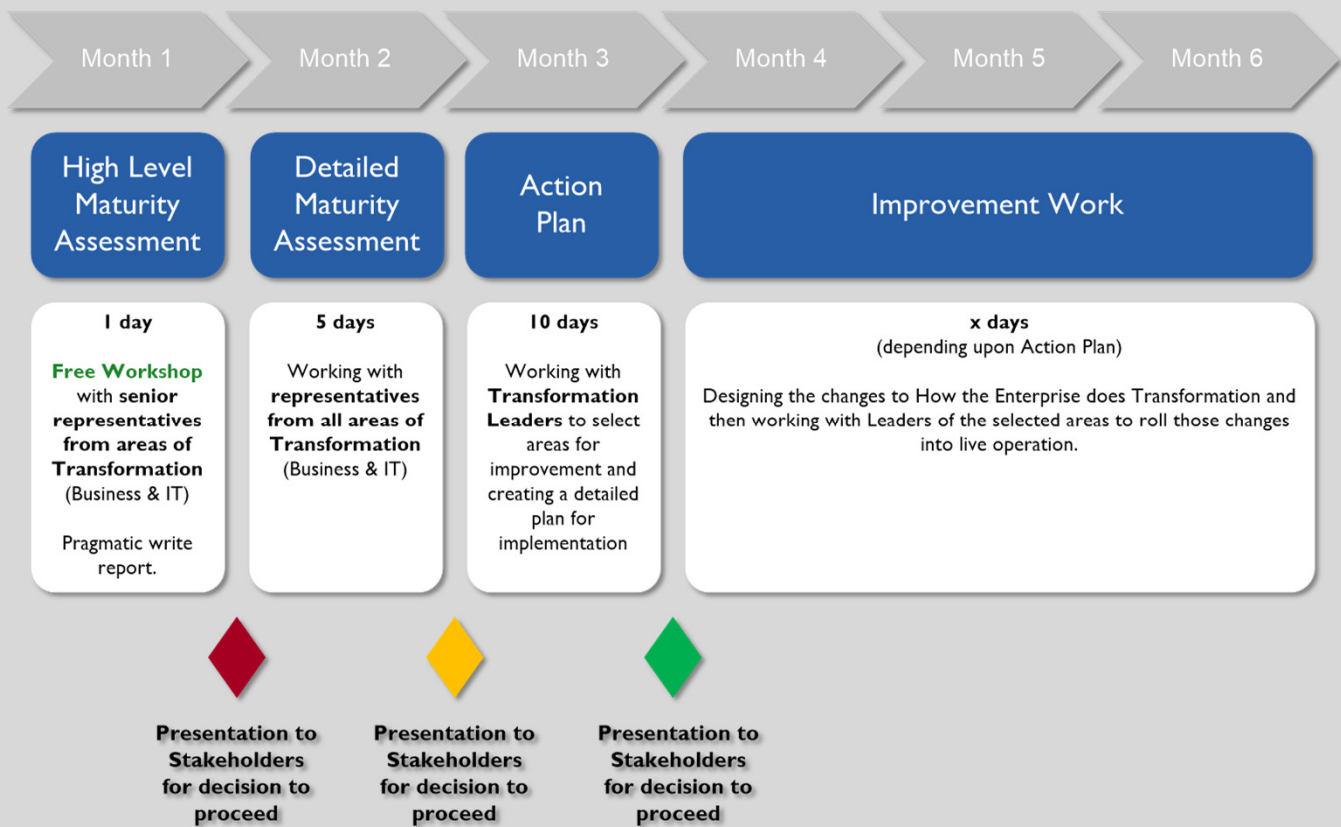 Month 1
Month 2
Month 3
Month 4
Month 5
Month 6
High Level
Maturity
Assessment
Detailed
Maturity
Assessment
Action
Plan
Improvement Work
1 day
Free Workshop
with senior
representatives
from areas of
Transformation
(Business & IT)
Pragmatic write
report.
5 days
Working with
representatives
from all areas of
Transformation
(Business & IT)
10 days
Working with
Transformation
Leaders to select
areas for
improvement and
creating a detailed
plan for
implementation
x days
(depending upon Action Plan)
Designing the changes to How the Enterprise does Transformation and
then working with Leaders of the selected areas to roll those changes
into live operation.
Presentation to
Stakeholders
for decision to
proceed
Presentation to
Stakeholders
for decision to
proceed
Presentation to
Stakeholders
for decision to
proceed